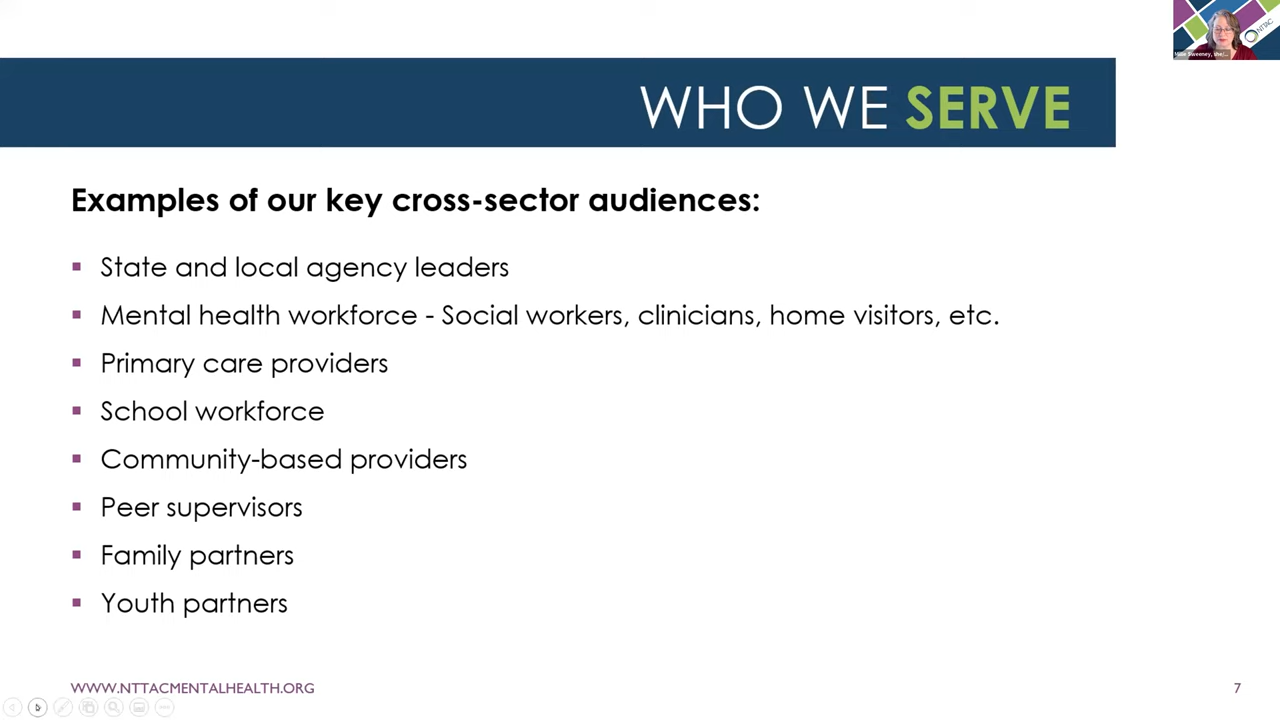 NTTAC
WHO WE SERVE
Examples of our key cross-sector audiences:
▪ State and local agency leaders
▪ Mental health workforce - Social workers, clinicians, home visitors, etc.
▪ Primary care providers
▪ School workforce
▪ Community-based providers
▪ Peer supervisors
▪ Family partners
▪ Youth partners
WWW.NTTACMENTALHEALTH.ORG
7